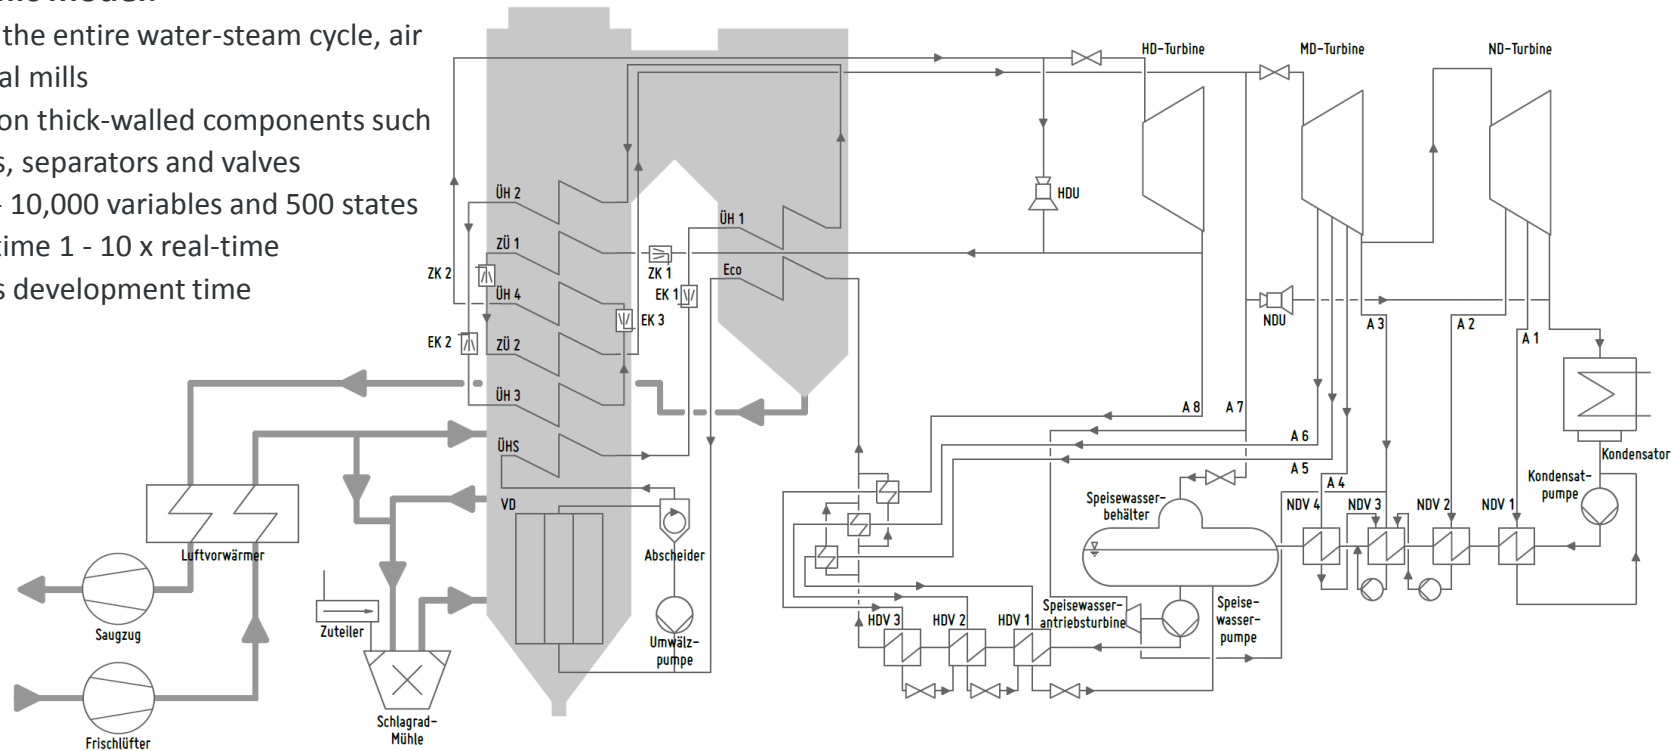 the entire water-steam cycle, air
al mills
on thick-walled components such
s, separators and valves
- 10,000 variables and 500 states
time 1 - 10 x real-time
s development time
HD-Turbine
MD-Turbine
ND-Turbine
ÜH 2
ZÜ 1
ZK 2
ÜH 4
EK 2
ZÜ 2
ÜH 3
ÜHS
VD
ZK 1
EK 1
EK 3
ÜH 1
Eco
HDU
NDU
A 3
A 2
A 1
A 8
A 7
A 6
A 5
A 4
Kondensator
Kondensat-
pumpe
Speisewasser-
behälter
NDV 4
NDV 3
NDV 2
NDV 1
Luftvorwärmer
Abscheider
Saugzug
Zuteiler
Umwälz-
pumpe
HDV 3
HDV 2
HDV 1
Speisewasser-
antriebsturbine
Speise-
wasser-
pumpe
Schlagrad-
Mühle
Frischlüfter